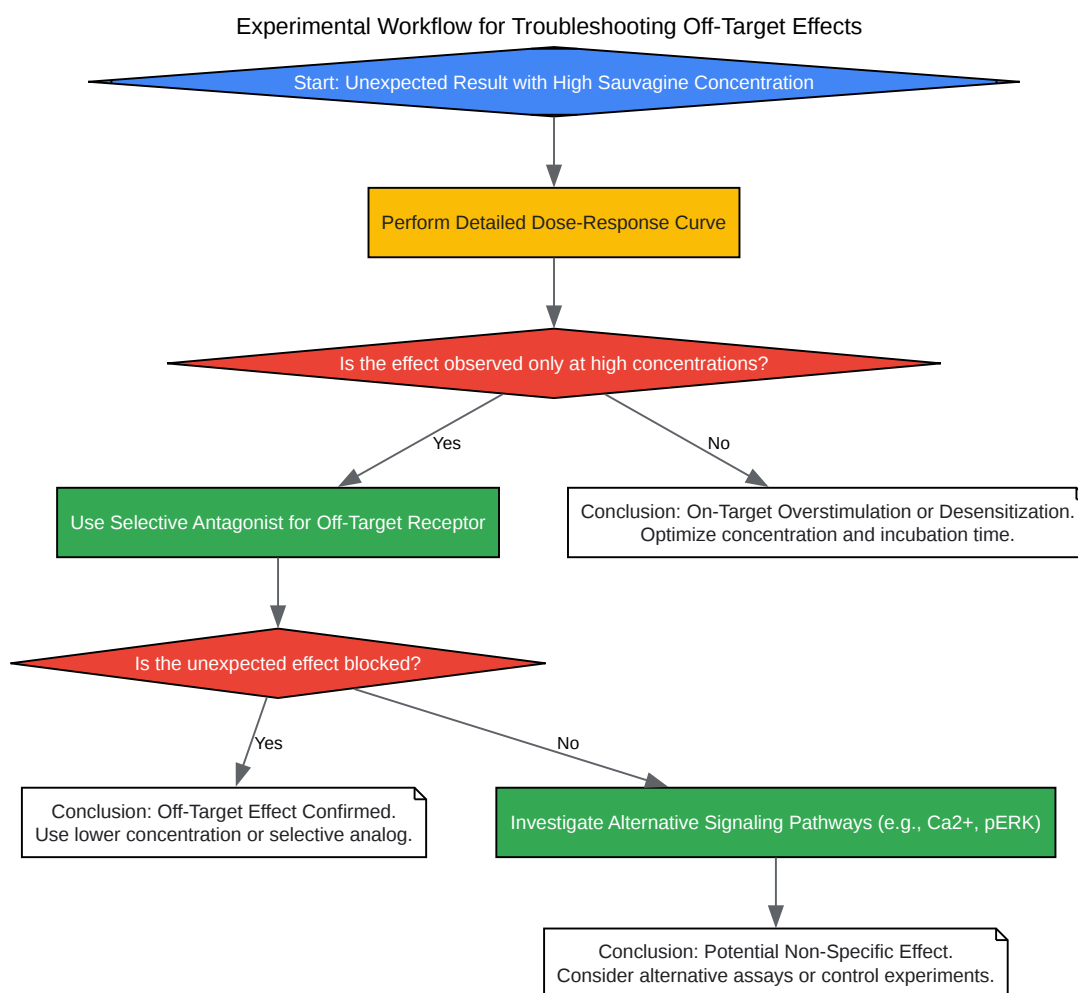 Experimental Workflow for Troubleshooting Off-Target Effects
Start: Unexpected Result with High Sauvagine Concentration
Perform Detailed Dose-Response Curve
Is the effect observed only at high concentrations?
Yes
No
Use Selective Antagonist for Off-Target Receptor
Conclusion: On-Target Overstimulation or Desensitization.
Optimize concentration and incubation time.
Is the unexpected effect blocked?
Yes
No
Conclusion: Off-Target Effect Confirmed.
Use lower concentration or selective analog.
Investigate Alternative Signaling Pathways (e.g., Ca2+, pERK)
Conclusion: Potential Non-Specific Effect.
Consider alternative assays or control experiments.